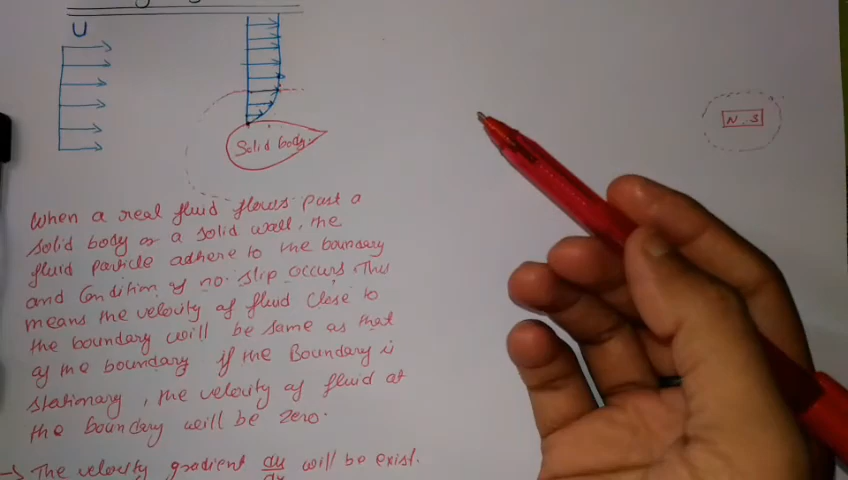 U
Solid body
N.S
When a real fluid flows past a
solid body or a solid wall, the
fluid particle adhere to the boundary
and condition of no slip occurs. This
means the velocity of fluid close to
the boundary will be same as that
of the boundary if the Boundary is
stationary, the velocity of fluid at
the boundary will be zero.
→ The velocity gradient du will be exist.